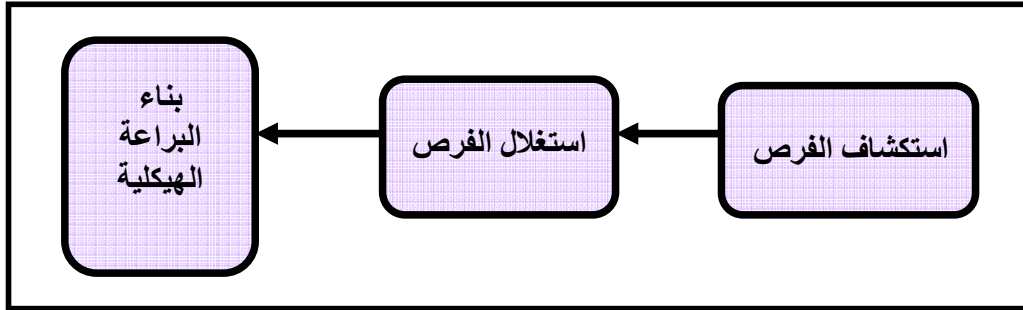 استكشاف الفرص
استغلال الفرص
بناء
البراعة
الهيكلية